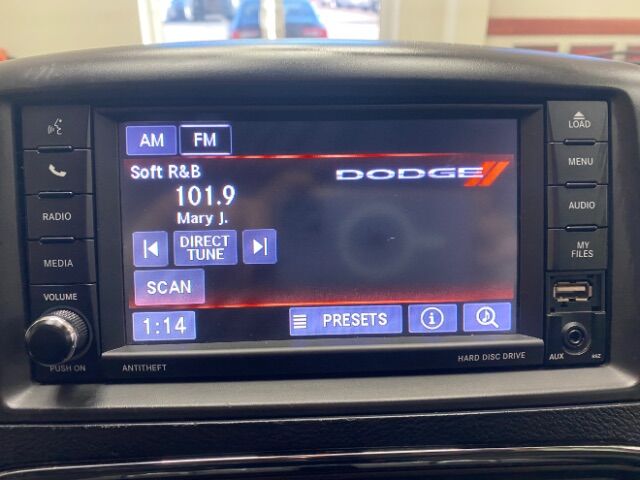 AM FM
Soft R&B
101.9
Mary J.
DODGE
DIRECT
TUNE
SCAN
1:14
PRESETS
RADIO
MEDIA
VOLUME
PUSH ON
ANTITHEFT
HARD DISC DRIVE
LOAD
MENU
AUDIO
MY
FILES
AUX